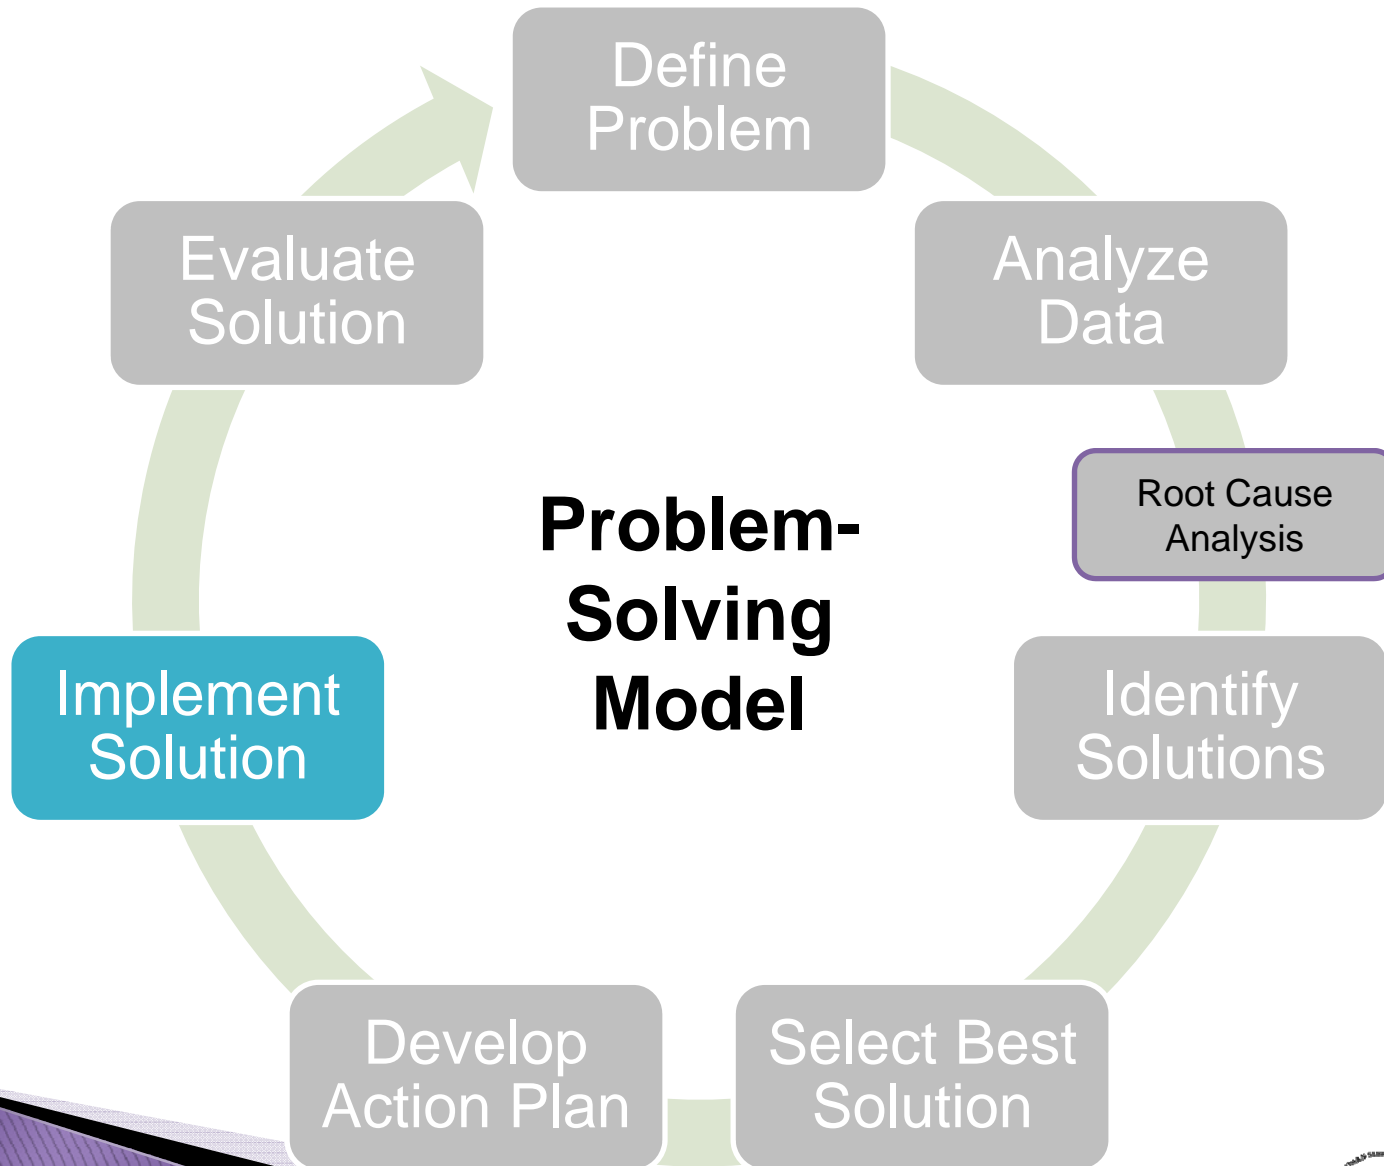 Define
Problem
Analyze
Data
Root Cause
Analysis
Identify
Solutions
Select Best
Solution
Develop
Action Plan
Implement
Solution
Evaluate
Solution
Problem-
Solving
Model